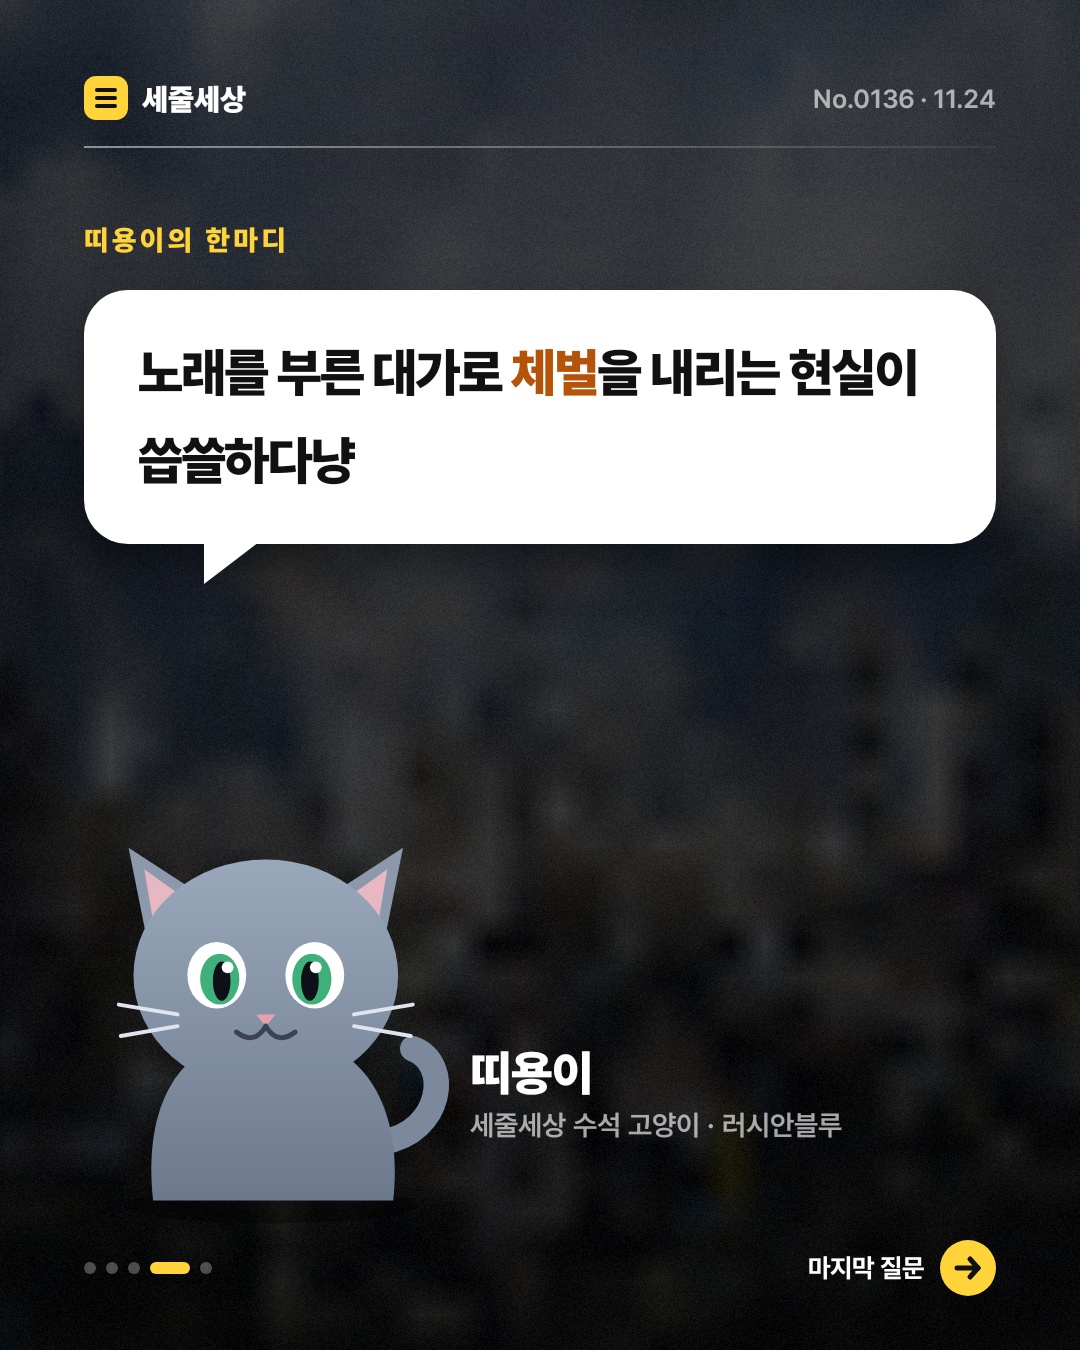 세줄세상
No.0136 · 11.24
띠용이의 한마디
노래를 부른 대가로 체벌을 내리는 현실이
씁쓸하다냥
띠용이
세줄세상 수석 고양이 · 러시안블루
마지막 질문